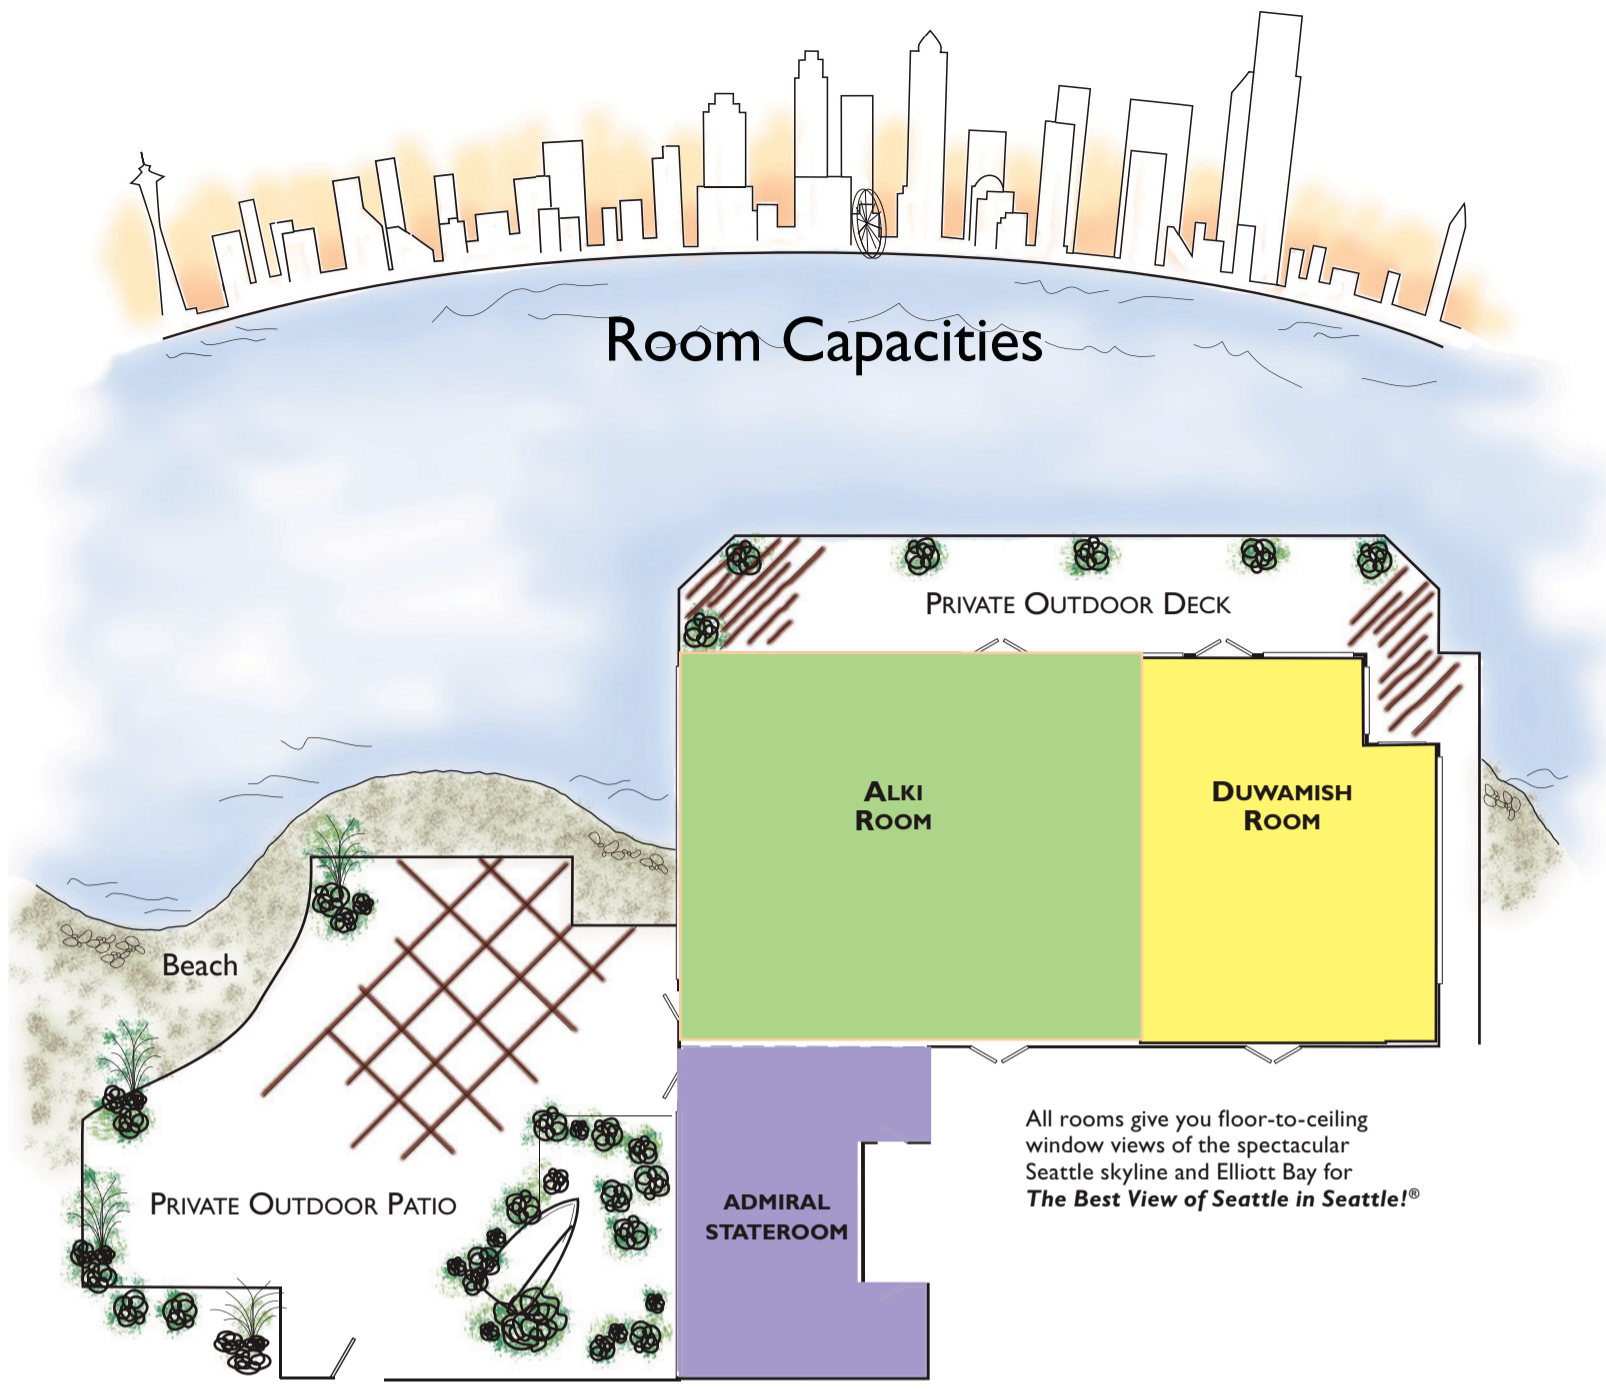 Room Capacities
Private Outdoor Deck
Alki
Room
Duwamish
Room
Beach
Private Outdoor Patio
ADMIRAL
STATEROOM
All rooms give you floor-to-ceiling
window views of the spectacular
Seattle skyline and Elliott Bay for
The Best View of Seattle in Seattle!®